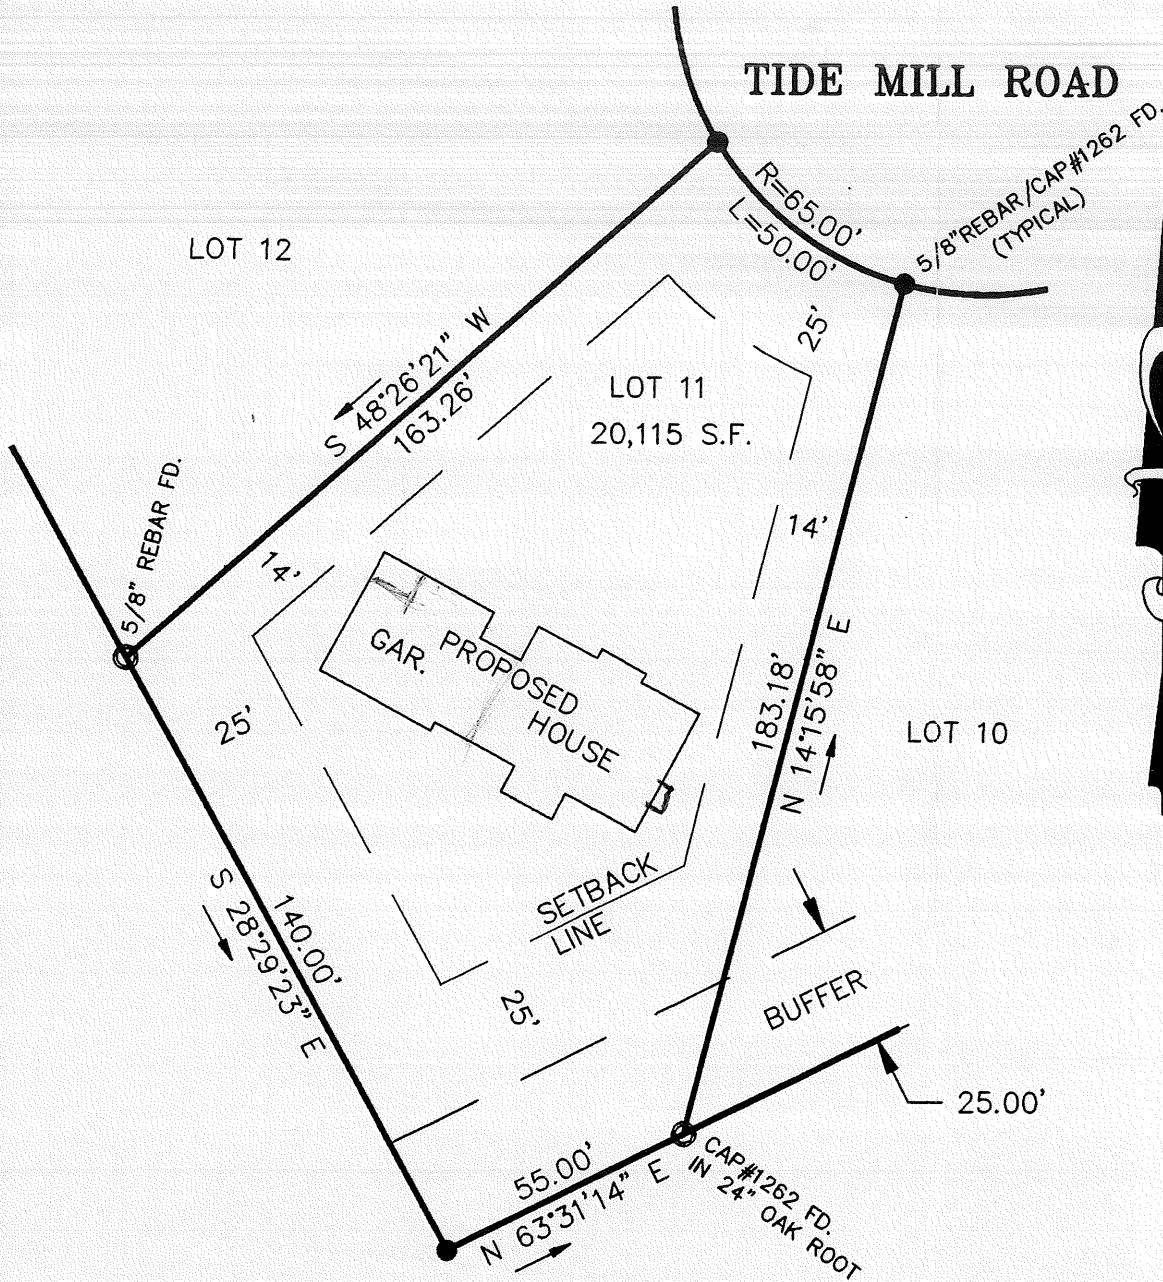 TIDE MILL ROAD
5/8" REBAR/CAP#1262 FD.
(TYPICAL)
R=65.00'
L=50.00'
LOT 12
25'
S 48°26'21" W
163.26'
LOT 11
20,115 S.F.
5/8" REBAR FD.
14'
14'
GAR.
PROPOSED
HOUSE
183.18'
N 14°15'58" E
LOT 10
25'
SETBACK
LINE
140.00'
S 28°29'23" E
25'
BUFFER
25.00'
55.00'
N 63°31'14" E
CAP#1262 FD.
IN 24" OAK ROOT